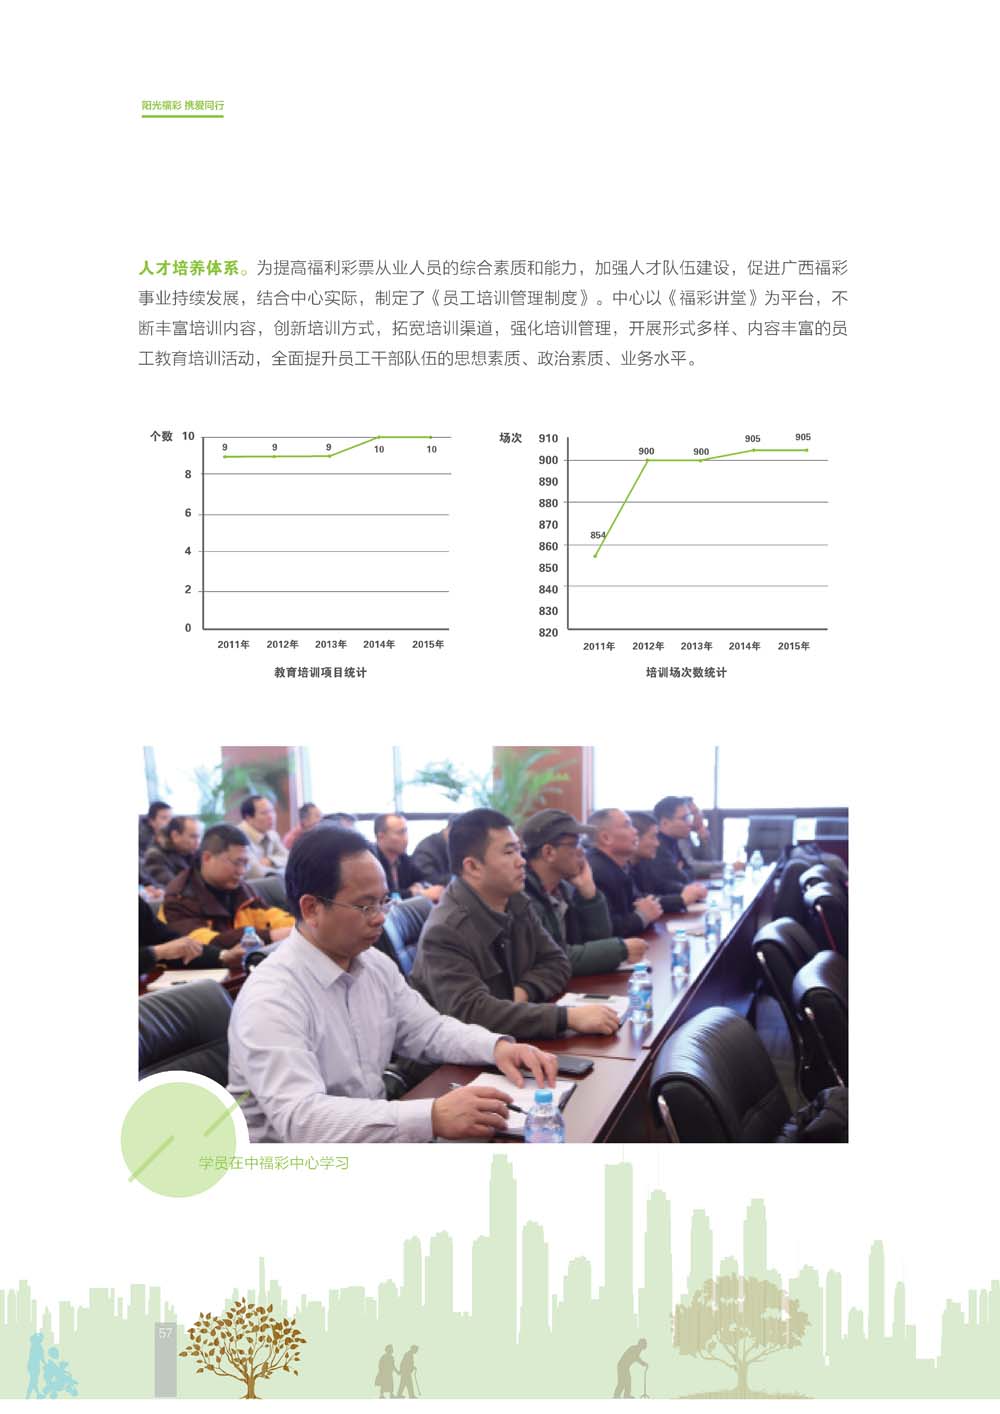 阳光福彩 携爱同行
人才培养体系。为提高福利彩票从业人员的综合素质和能力，加强人才队伍建设，促进广西福彩
事业持续发展，结合中心实际，制定了《员工培训管理制度》。中心以《福彩讲堂》为平台，不
断丰富培训内容，创新培训方式，拓宽培训渠道，强化培训管理，开展形式多样、内容丰富的员
工教育培训活动，全面提升员工干部队伍的思想素质、政治素质、业务水平。
个数 10
8
6
4
2
0
9 9 9 10 10
2011年 2012年 2013年 2014年 2015年
教育培训项目统计
场次 910
900
890
880
870
860
850
840
830
820
854 900 900 905 905
2011年 2012年 2013年 2014年 2015年
培训场次数统计
学员在中福彩中心学习
57